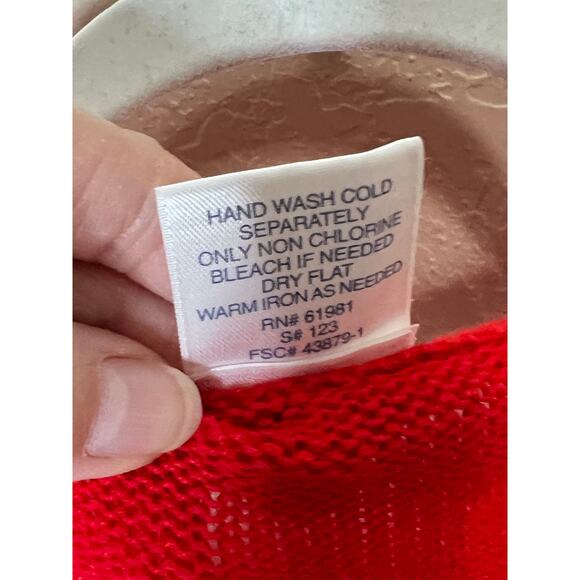 HAND WASH COLD
SEPARATELY
ONLY NON CHLORINE
BLEACH IF NEEDED
DRY FLAT
WARM IRON AS NEEDED
RN# 61981
S# 123
FSC# 43879-1